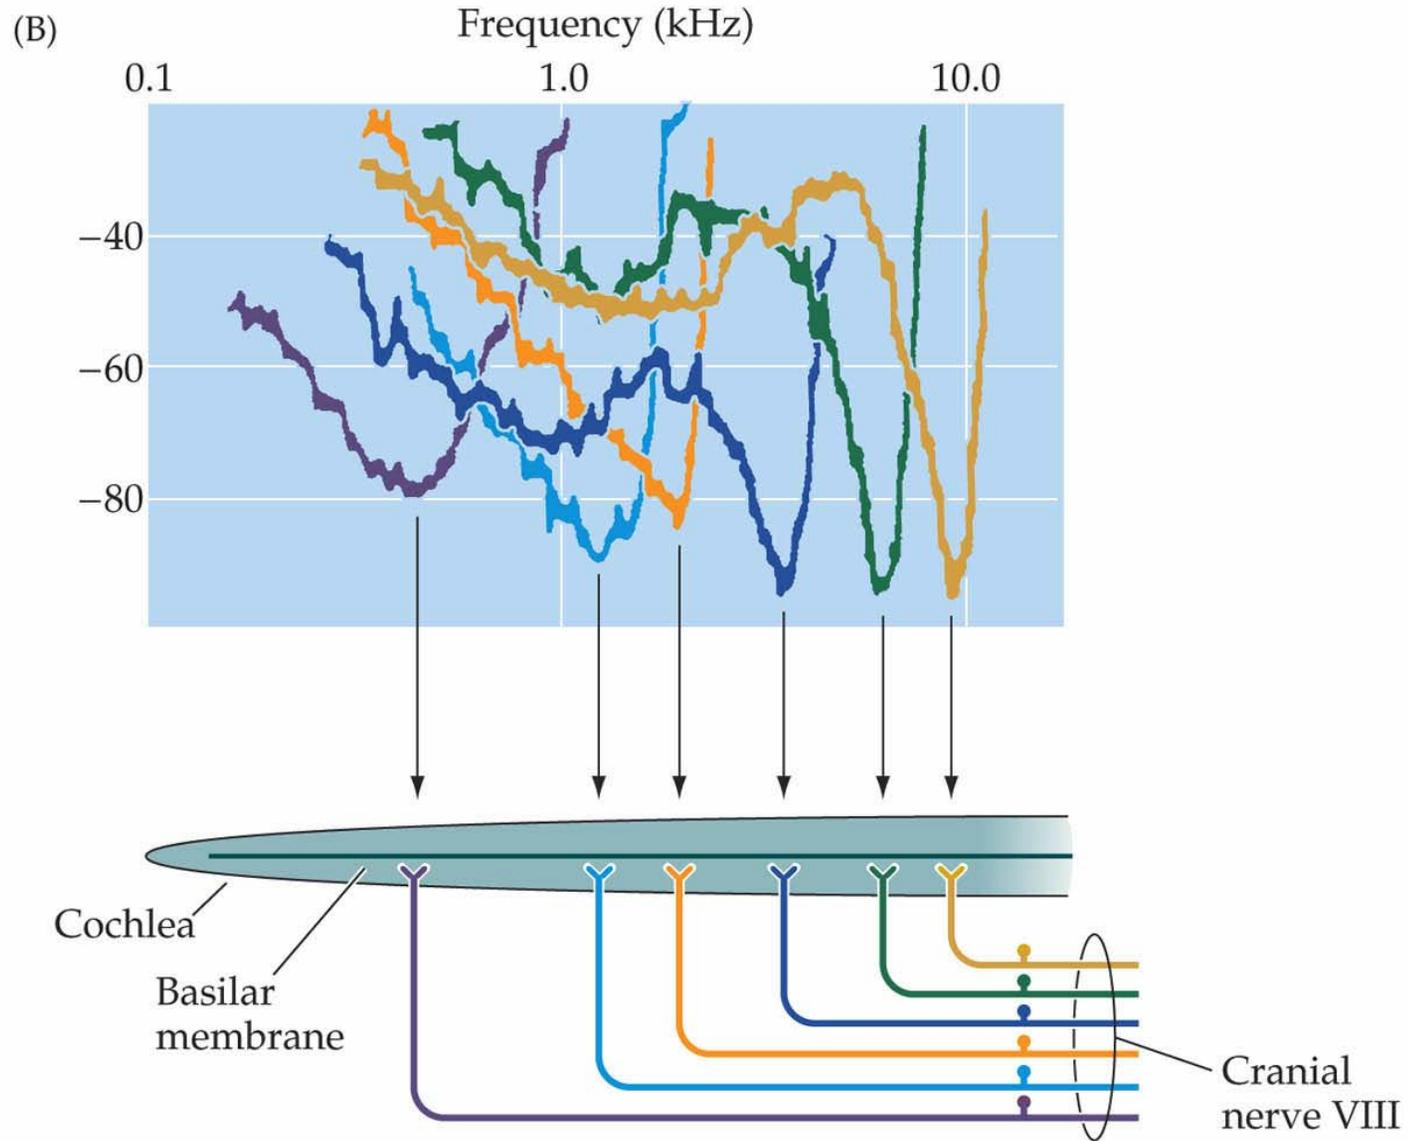 (B)
Frequency (kHz)
0.1 1.0 10.0
−40
−60
−80
Cochlea
Basilar
membrane
Cranial
nerve VIII